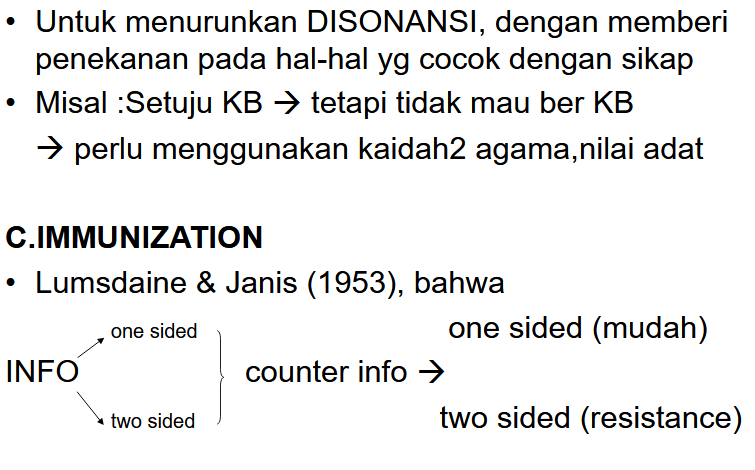 • Untuk menurunkan DISONANSI, dengan memberi
penekanan pada hal-hal yg cocok dengan sikap
• Misal :Setuju KB → tetapi tidak mau ber KB
→ perlu menggunakan kaidah2 agama,nilai adat
C.IMMUNIZATION
• Lumsdaine & Janis (1953), bahwa
one sided
one sided (mudah)
INFO
counter info →
two sided
two sided (resistance)